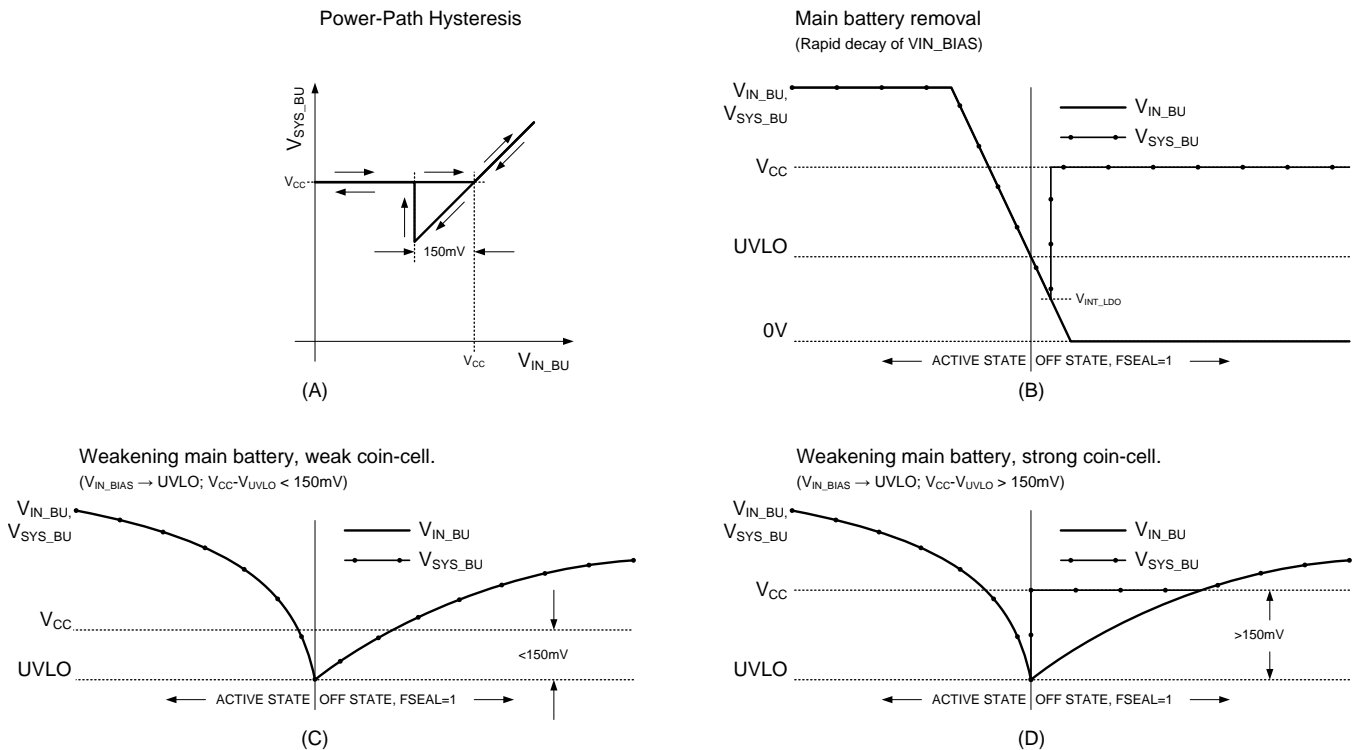 Power-Path Hysteresis
V_SYS_BU
V_CC
150mV
V_CC
V_IN_BU
(A)
Main battery removal
(Rapid decay of VIN_BIAS)
V_IN_BU,
V_SYS_BU
V_IN_BU
V_SYS_BU
V_CC
UVLO
V_INT_LDO
0V
ACTIVE STATE
OFF STATE, FSEAL=1
(B)
Weakening main battery, weak coin-cell.
(V_IN_BIAS → UVLO; V_CC-V_UVLO < 150mV)
V_IN_BU,
V_SYS_BU
V_IN_BU
V_SYS_BU
V_CC
<150mV
UVLO
ACTIVE STATE
OFF STATE, FSEAL=1
(C)
Weakening main battery, strong coin-cell.
(V_IN_BIAS → UVLO; V_CC-V_UVLO > 150mV)
V_IN_BU,
V_SYS_BU
V_IN_BU
V_SYS_BU
V_CC
>150mV
UVLO
ACTIVE STATE
OFF STATE, FSEAL=1
(D)